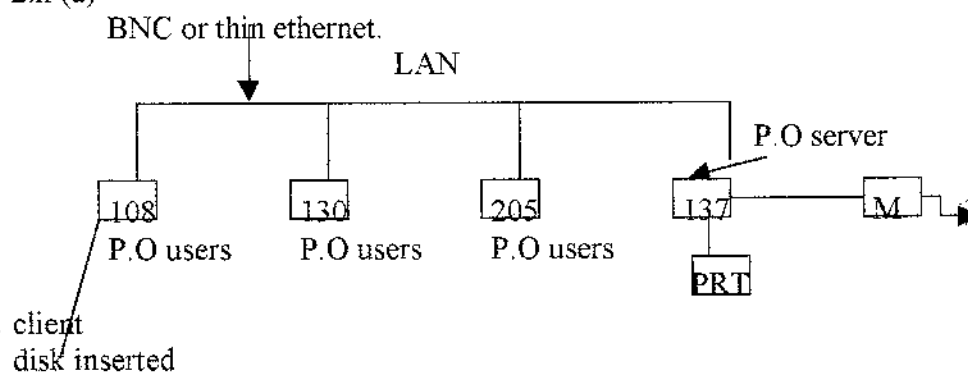 BNC or thin ethernet.
LAN
P.O server
108
130
205
137
M
P.O users
P.O users
P.O users
PRT
client
disk inserted